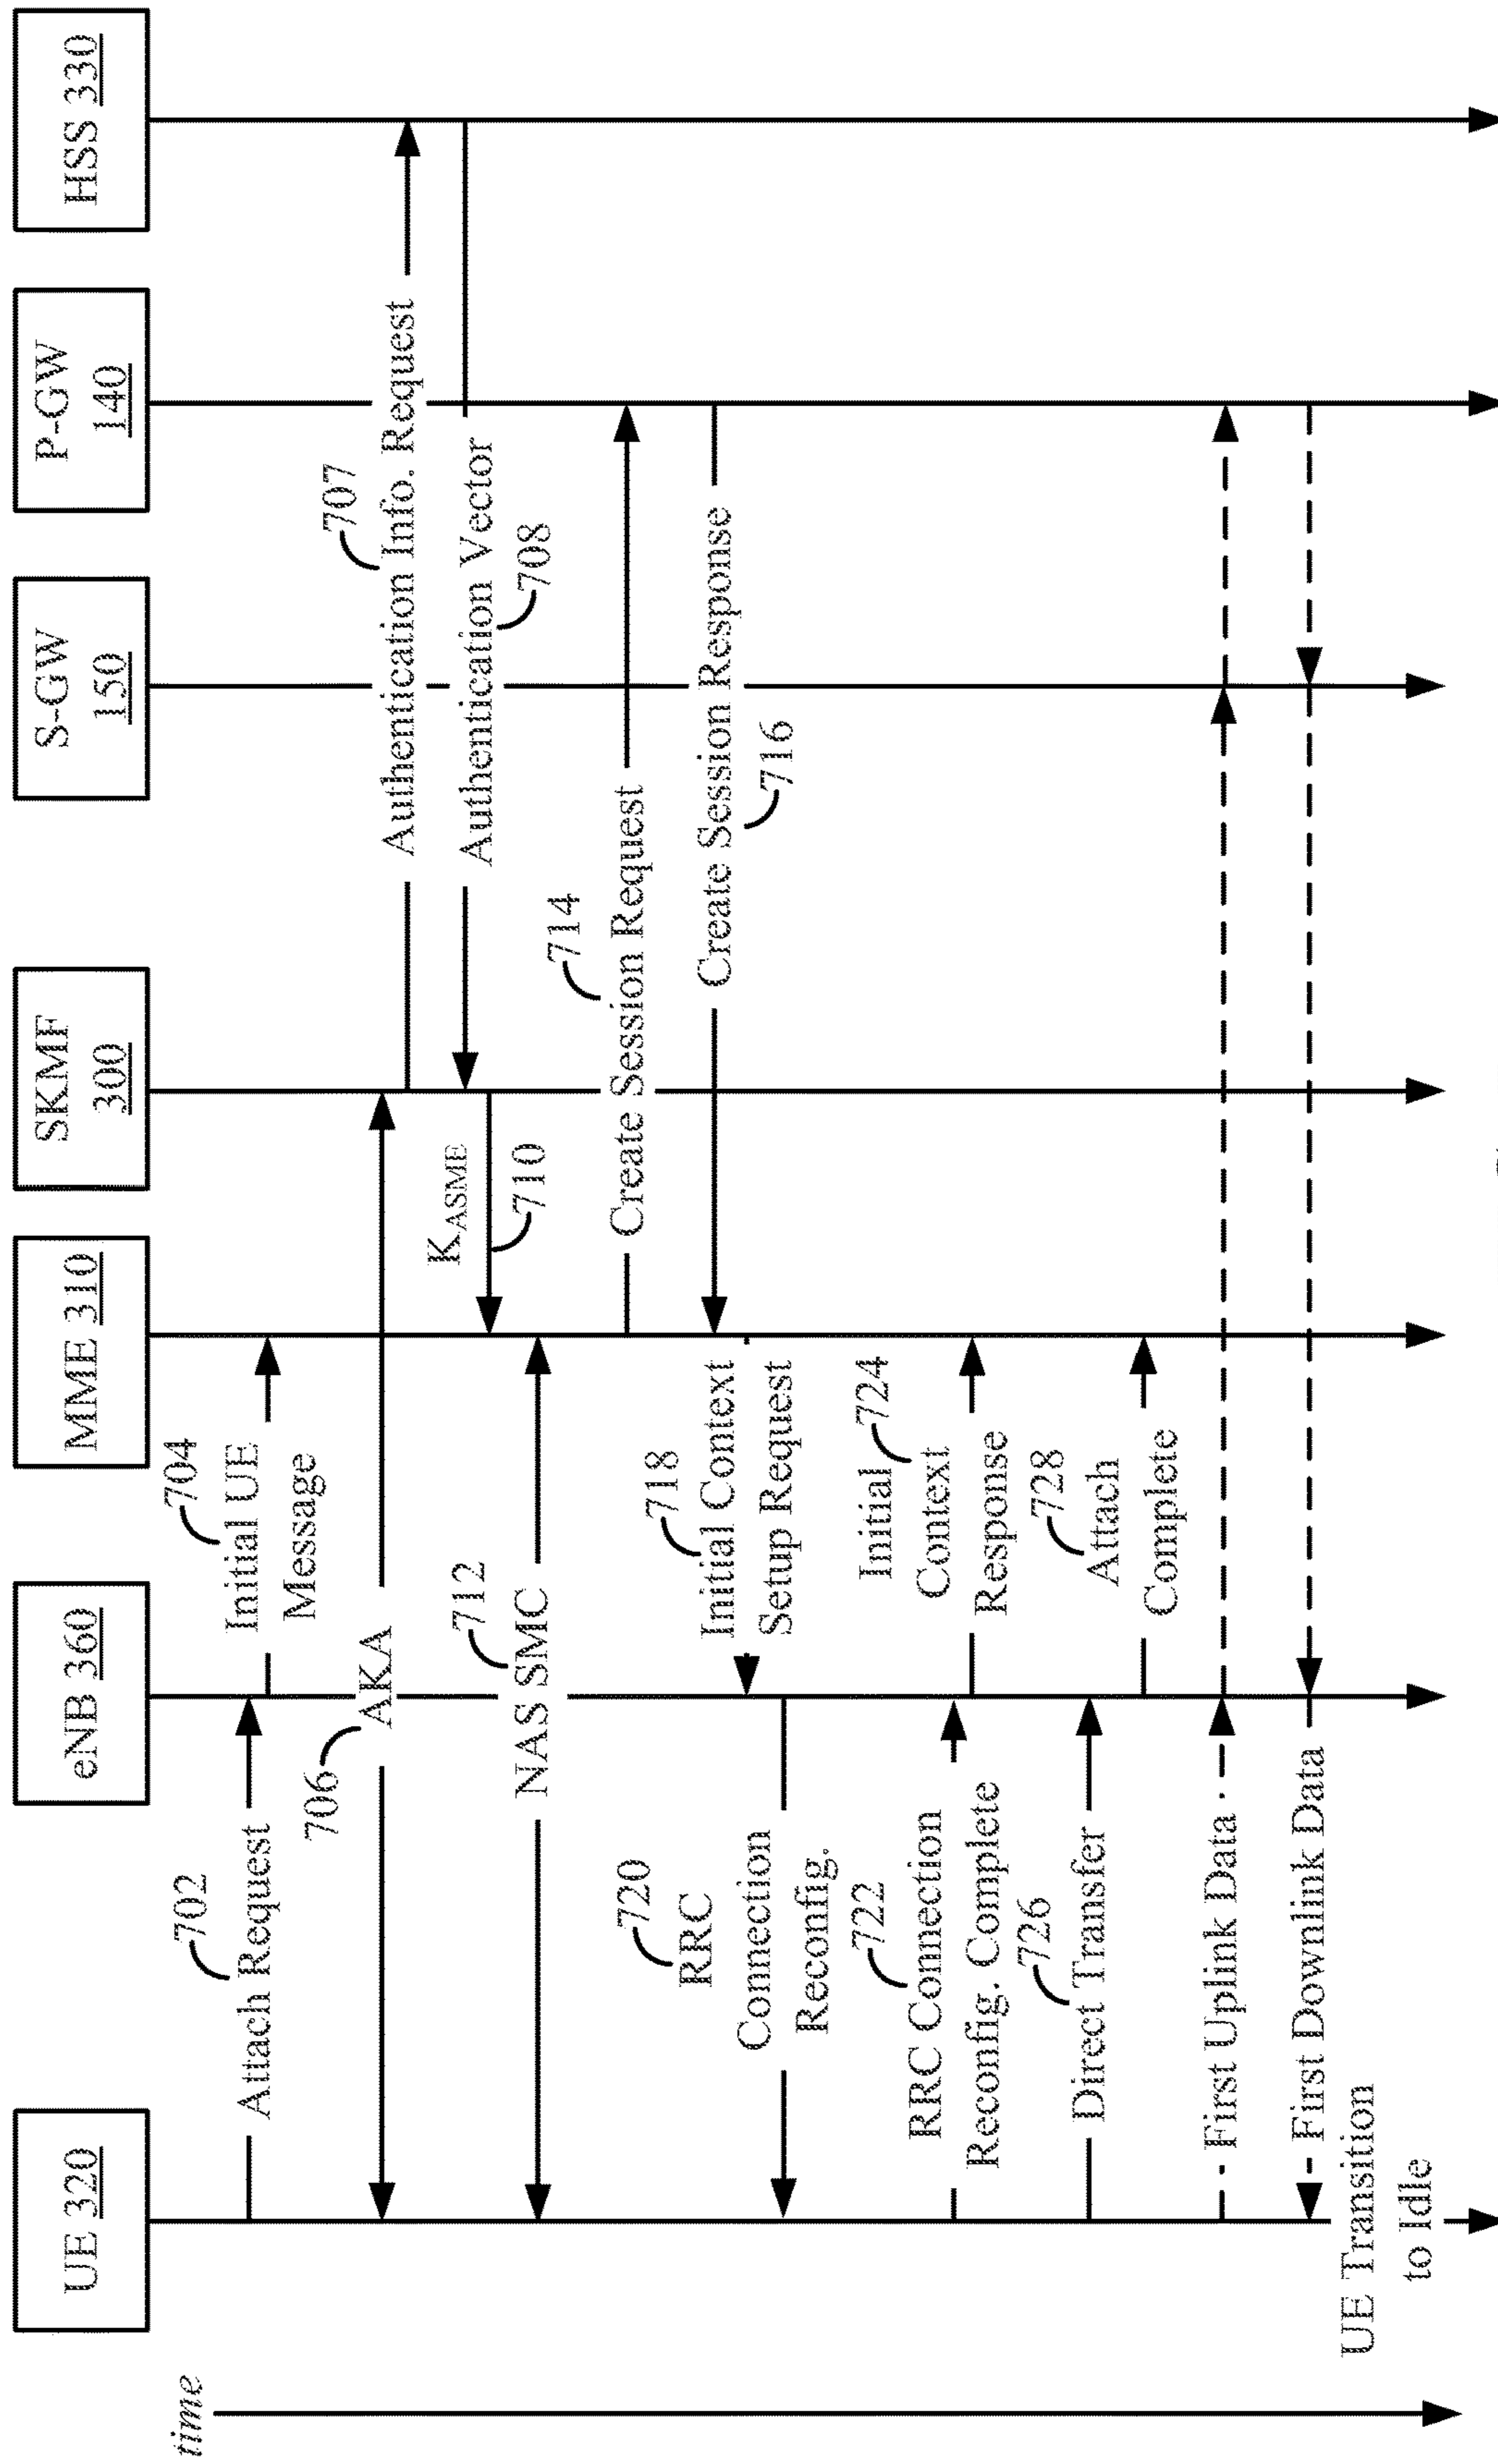 time
UE 320
eNB 360
MME 310
SKMF
300
S-GW
150
P-GW
140
HSS 330
702
Attach Request
704
Initial UE
Message
706
AKA
707
Authentication Info. Request
Authentication Vector
708
KASME
710
712
NAS SMC
714
Create Session Request
Create Session Response
716
718
Initial Context
Setup Request
720
RRC
Connection
Reconfig.
722
RRC Connection
Reconfig. Complete
724
Initial
Context
Response
726
Direct Transfer
728
Attach
Complete
First Uplink Data
First Downlink Data
UE Transition
to Idle